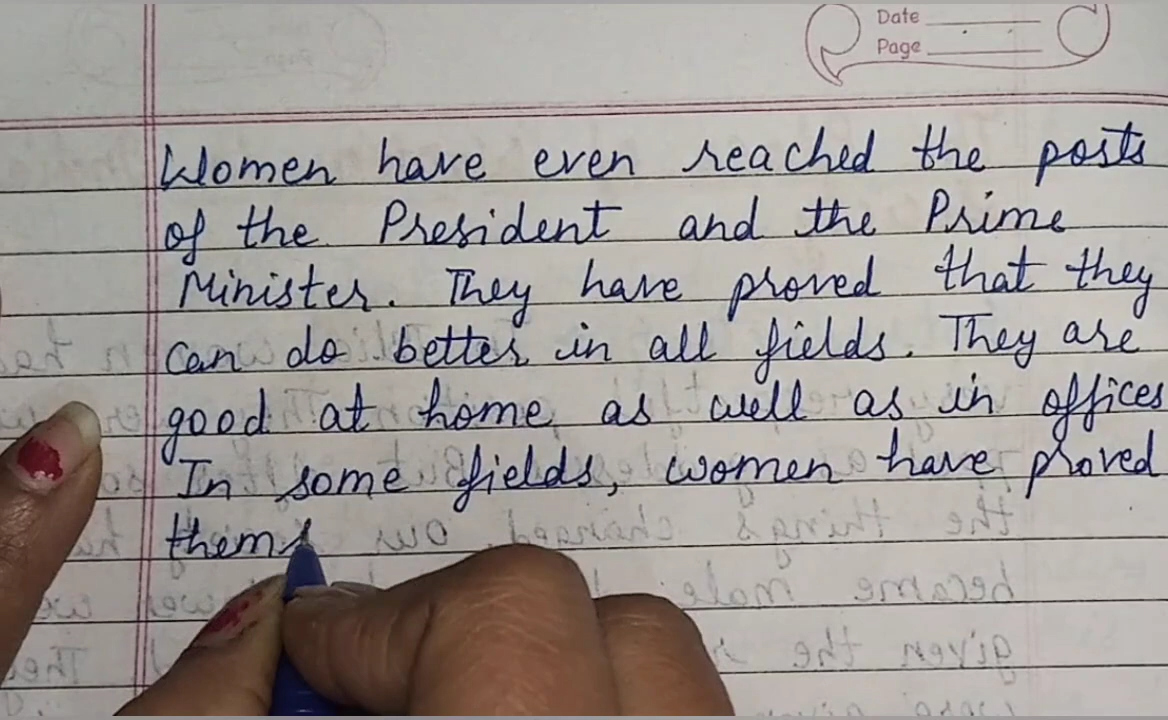 Date
Page
Women have even reached the posts
of the President and the Prime
Minister. They have proved that they
can do better in all fields. They are
good at home as well as in offices
In some fields, women have proved
thems